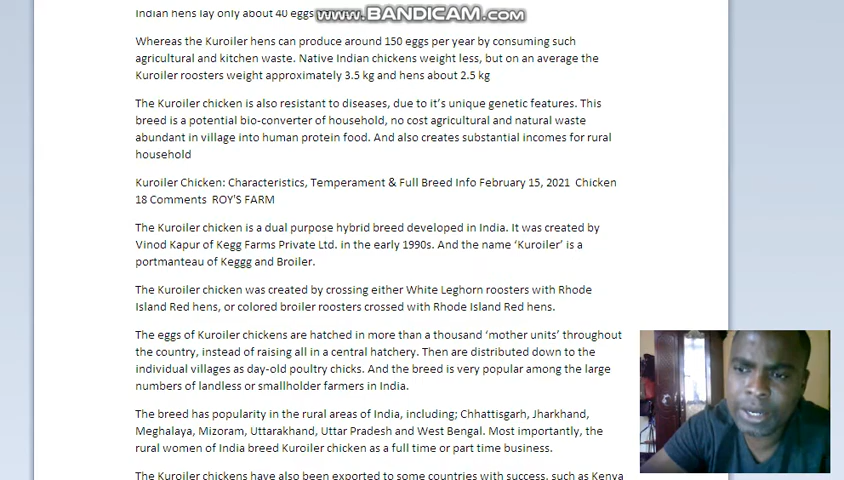 Indian hens lay only about 40 eggs
www.BANDICAM.com
Whereas the Kuroiler hens can produce around 150 eggs per year by consuming such
agricultural and kitchen waste. Native Indian chickens weight less, but on an average the
Kuroiler roosters weight approximately 3.5 kg and hens about 2.5 kg
The Kuroiler chicken is also resistant to diseases, due to it's unique genetic features. This
breed is a potential bio-converter of household, no cost agricultural and natural waste
abundant in village into human protein food. And also creates substantial incomes for rural
household
Kuroiler Chicken: Characteristics, Temperament & Full Breed Info February 15, 2021 Chicken
18 Comments ROY'S FARM
The Kuroiler chicken is a dual purpose hybrid breed developed in India. It was created by
Vinod Kapur of Kegg Farms Private Ltd. in the early 1990s. And the name 'Kuroiler' is a
portmanteau of Keggg and Broiler.
The Kuroiler chicken was created by crossing either White Leghorn roosters with Rhode
Island Red hens, or colored broiler roosters crossed with Rhode Island Red hens.
The eggs of Kuroiler chickens are hatched in more than a thousand 'mother units' throughout
the country, instead of raising all in a central hatchery. Then are distributed down to the
individual villages as day-old poultry chicks. And the breed is very popular among the large
numbers of landless or smallholder farmers in India.
The breed has popularity in the rural areas of India, including; Chhattisgarh, Jharkhand,
Meghalaya, Mizoram, Uttarakhand, Uttar Pradesh and West Bengal. Most importantly, the
rural women of India breed Kuroiler chicken as a full time or part time business.
The Kuroiler chickens have also been exported to some countries with success, such as Kenya